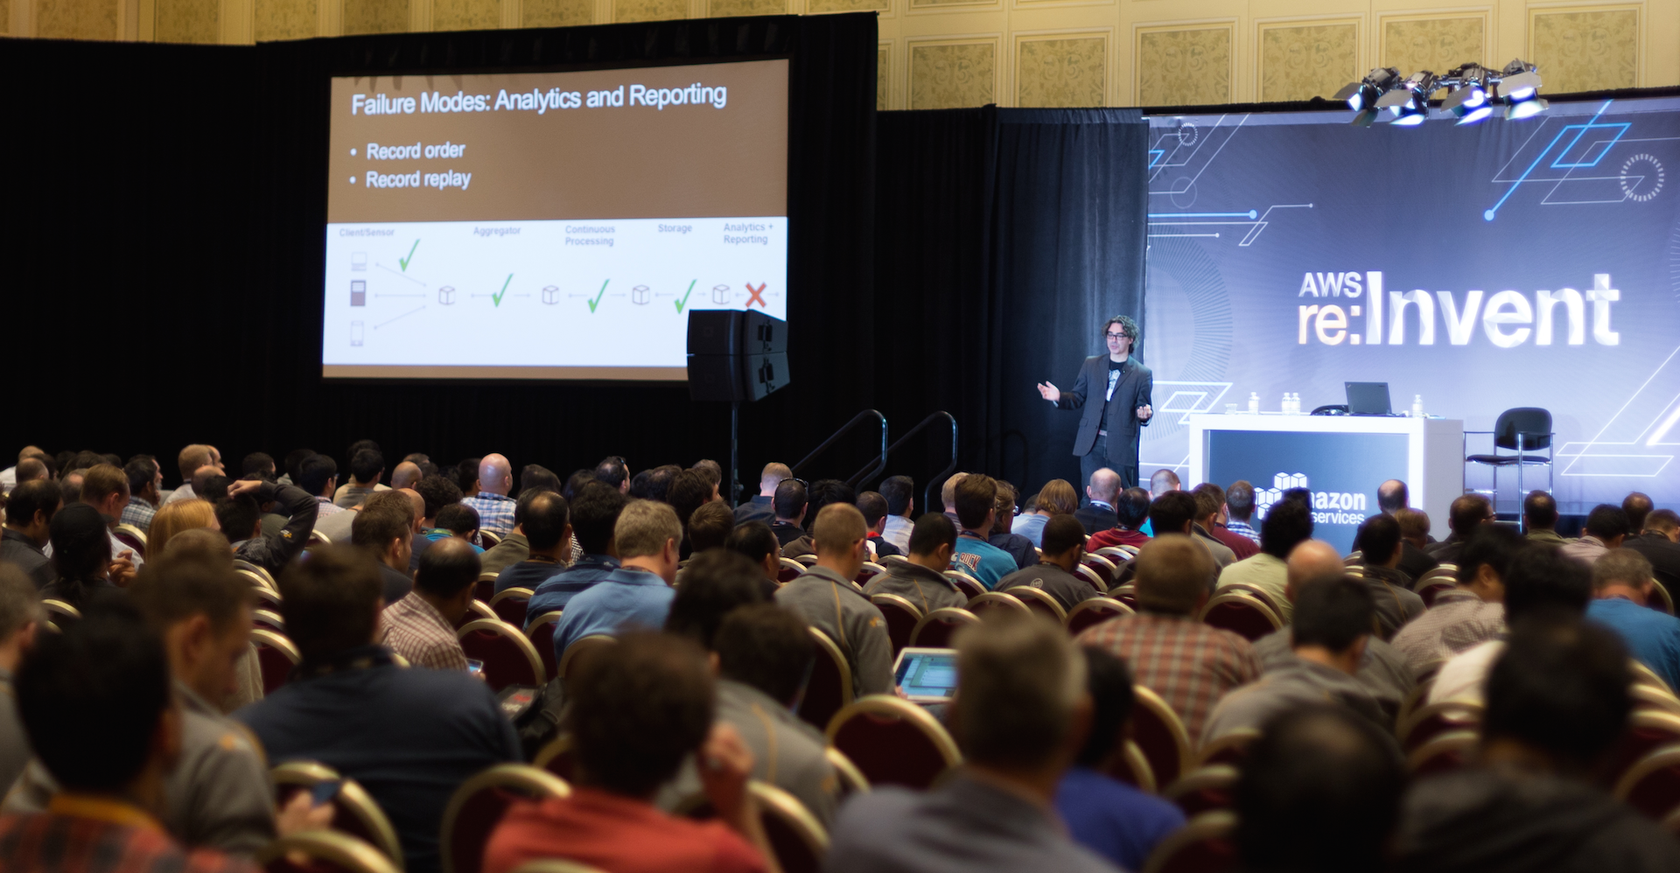 Failure Modes: Analytics and Reporting
• Record order
• Record replay
Client/Sensor
Aggregator
Continuous
Processing
Storage
Analytics +
Reporting
AWS
re:Invent
azon
services